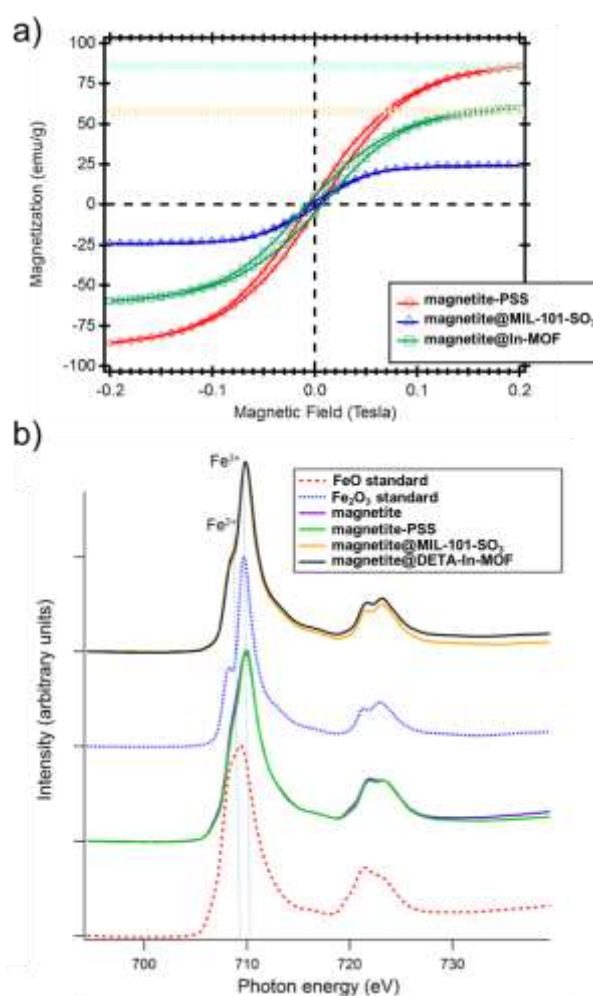 a)
100
75
50
25
0
-25
-50
-75
-100
Magnetization (emu/g)
magnetite-PSS
magnetite@MIL-101-SO₃
magnetite@In-MOF
-0.2
-0.1
0.0
0.1
0.2
Magnetic Field (Tesla)
b)
Fe³⁺
Fe²⁺
FeO standard
Fe₂O₃ standard
magnetite
magnetite-PSS
magnetite@MIL-101-SO₃
magnetite@DETA-In-MOF
Intensity (arbitrary units)
700
710
720
730
Photon energy (eV)